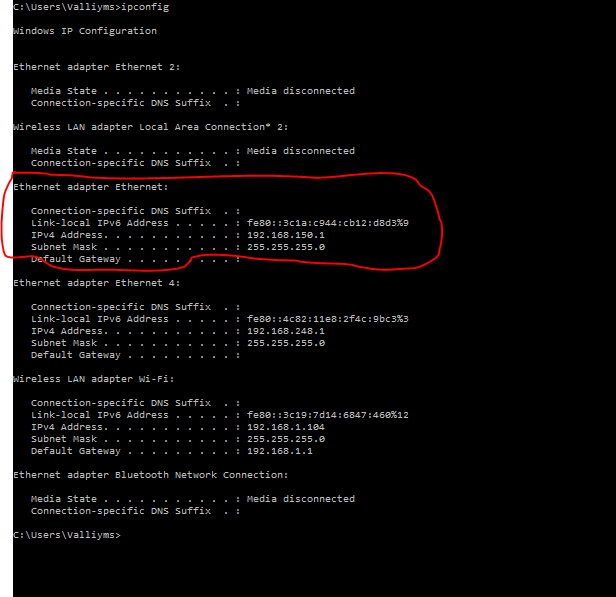 C:\Users\Valliyms>ipconfig
Windows IP Configuration
Ethernet adapter Ethernet 2:
Media State . . . . . . . . . . . : Media disconnected
Connection-specific DNS Suffix  . :
Wireless LAN adapter Local Area Connection* 2:
Media State . . . . . . . . . . . : Media disconnected
Connection-specific DNS Suffix  . :
Ethernet adapter Ethernet:
Connection-specific DNS Suffix  . :
Link-local IPv6 Address . . . . . : fe80::3c1a:c944:cb12:d8d3%9
IPv4 Address. . . . . . . . . . . : 192.168.150.1
Subnet Mask . . . . . . . . . . . : 255.255.255.0
Default Gateway . . . . . . . . . :
Ethernet adapter Ethernet 4:
Connection-specific DNS Suffix  . :
Link-local IPv6 Address . . . . . : fe80::4c82:11e8:2f4c:9bc3%3
IPv4 Address. . . . . . . . . . . : 192.168.248.1
Subnet Mask . . . . . . . . . . . : 255.255.255.0
Default Gateway . . . . . . . . . :
Wireless LAN adapter Wi-Fi:
Connection-specific DNS Suffix  . :
Link-local IPv6 Address . . . . . : fe80::3c19:7d14:6847:460%12
IPv4 Address. . . . . . . . . . . : 192.168.1.104
Subnet Mask . . . . . . . . . . . : 255.255.255.0
Default Gateway . . . . . . . . . : 192.168.1.1
Ethernet adapter Bluetooth Network Connection:
Media State . . . . . . . . . . . : Media disconnected
Connection-specific DNS Suffix  . :
C:\Users\Valliyms>